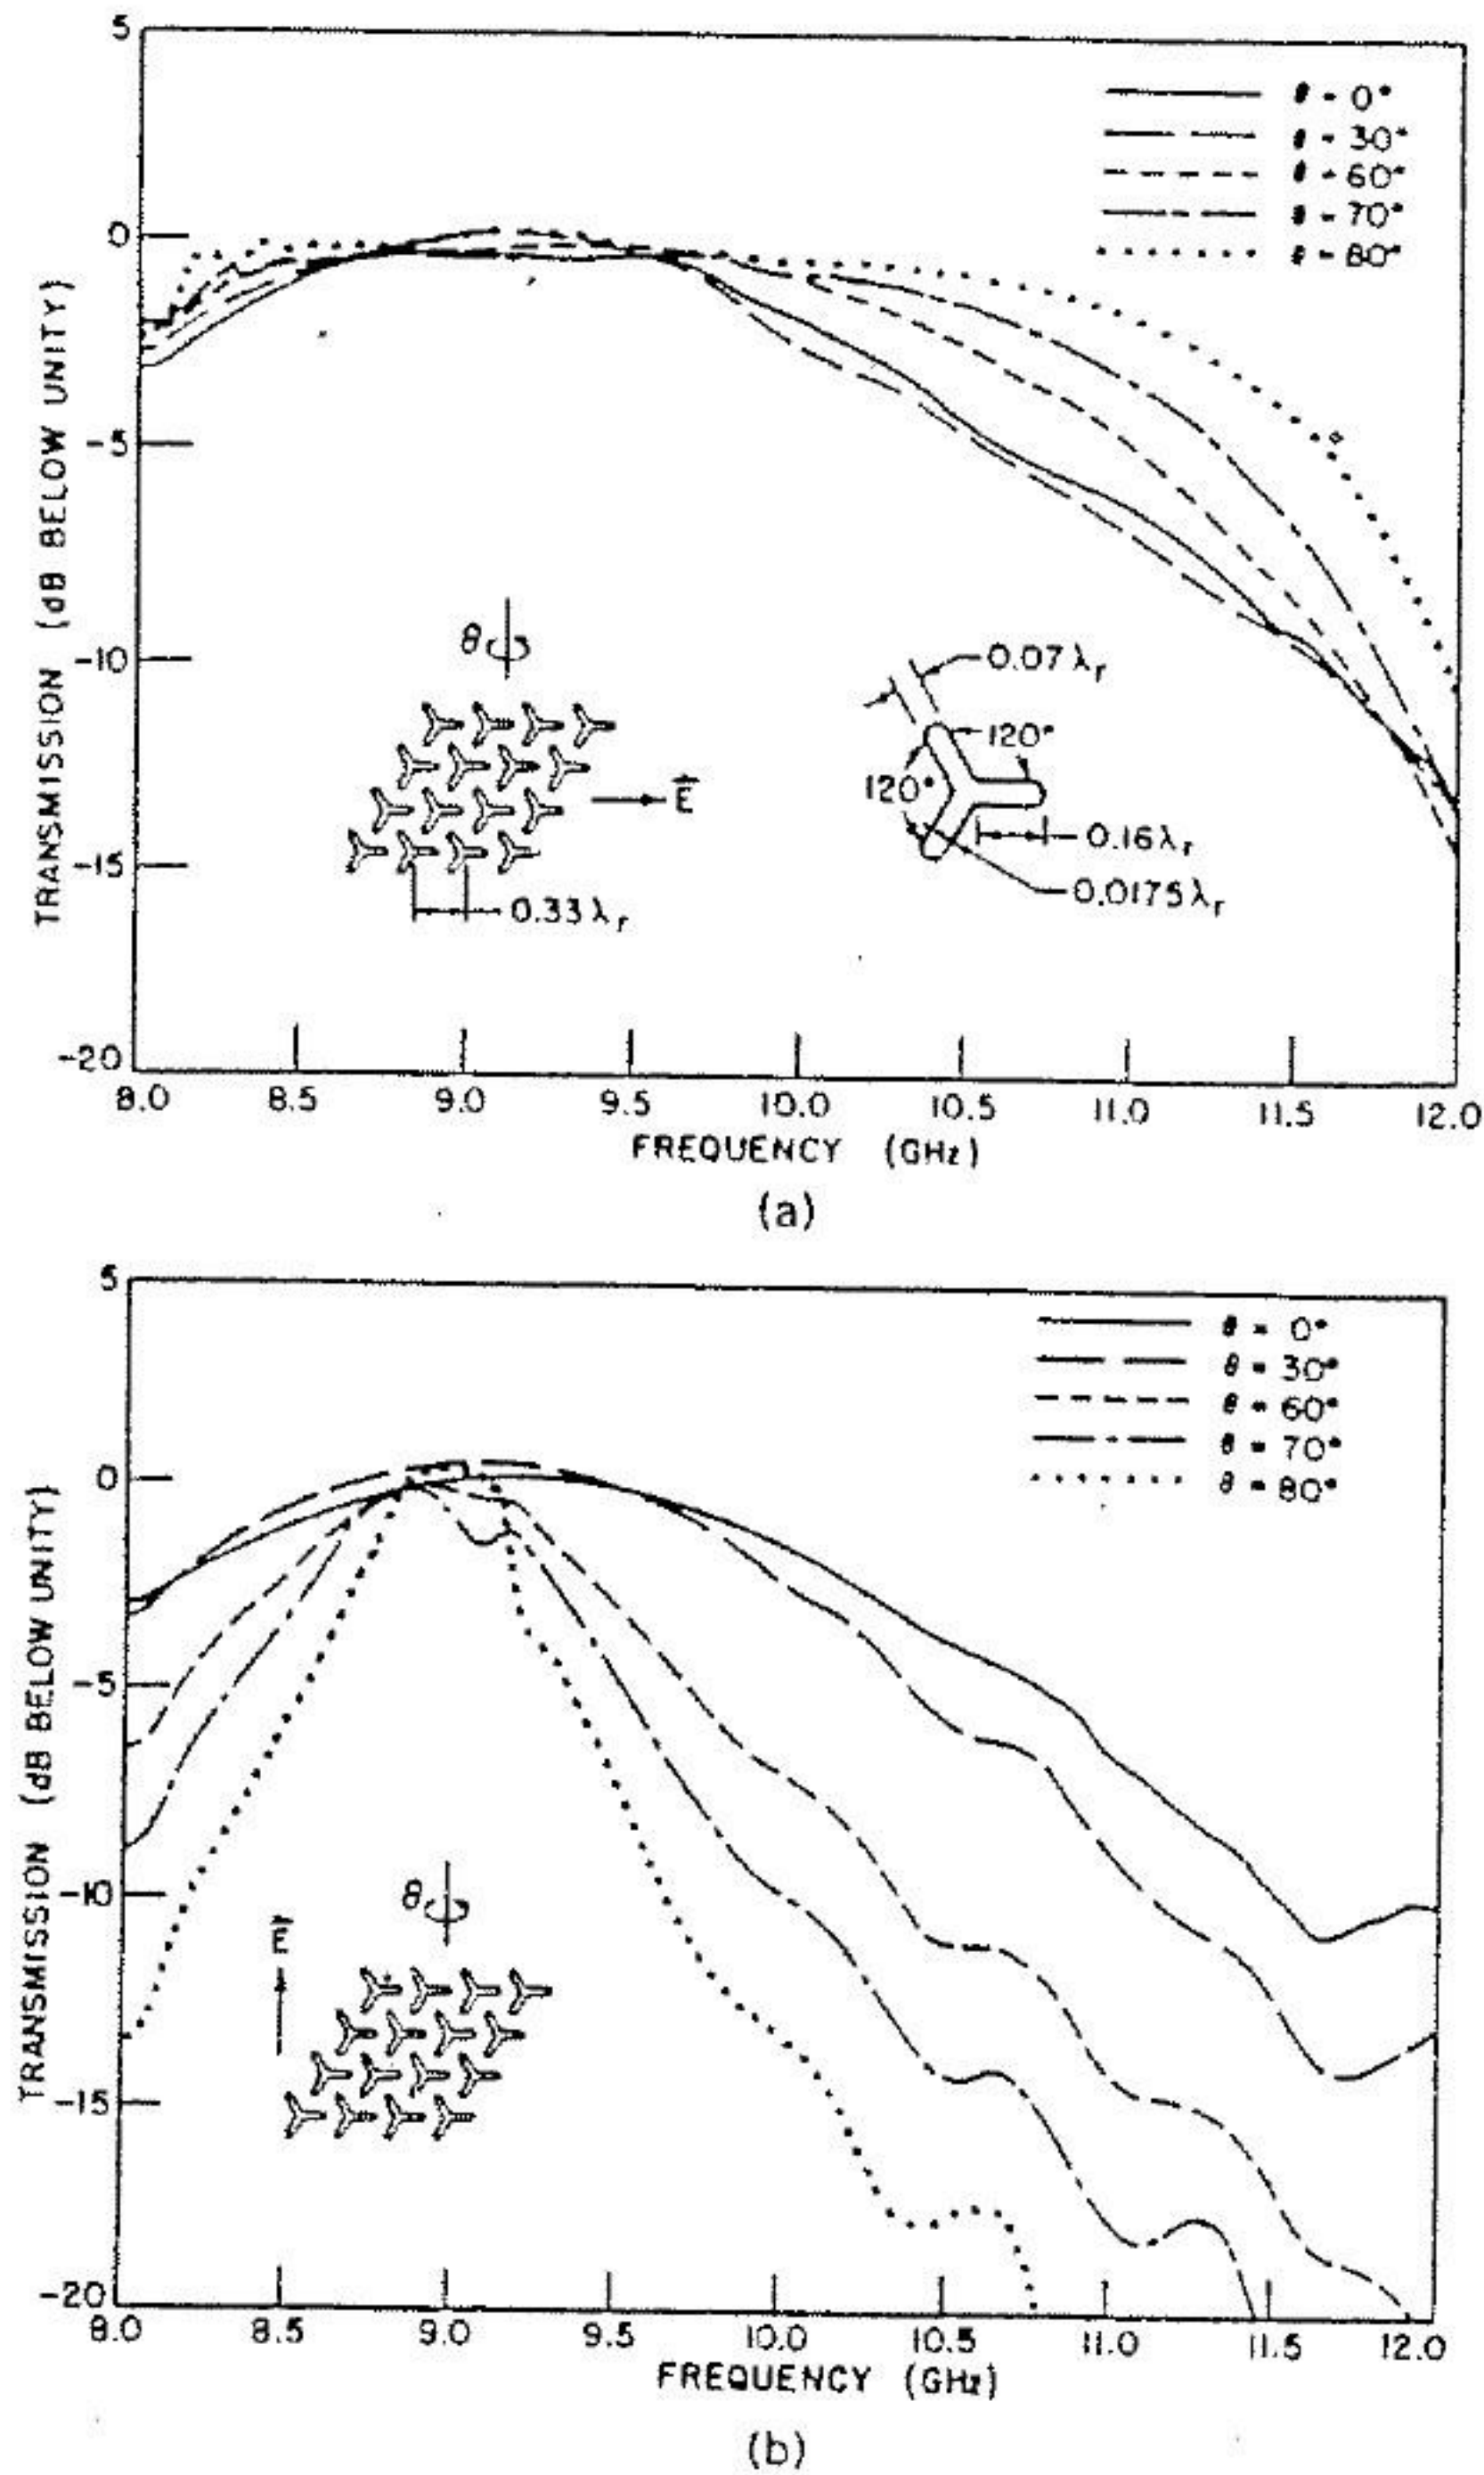 5
0
-5
-10
-15
-20
TRANSMISSION (dB BELOW UNITY)
θ - 0°
θ - 30°
θ - 60°
θ - 70°
θ - 80°
θ
E
0.33 λr
0.07 λr
120°
120°
0.16 λr
0.0175 λr
8.0 8.5 9.0 9.5 10.0 10.5 11.0 11.5 12.0
FREQUENCY (GHz)
(a)
5
0
-5
-10
-15
-20
TRANSMISSION (dB BELOW UNITY)
θ = 0°
θ = 30°
θ = 60°
θ = 70°
θ = 80°
θ
E
8.0 8.5 9.0 9.5 10.0 10.5 11.0 11.5 12.0
FREQUENCY (GHz)
(b)